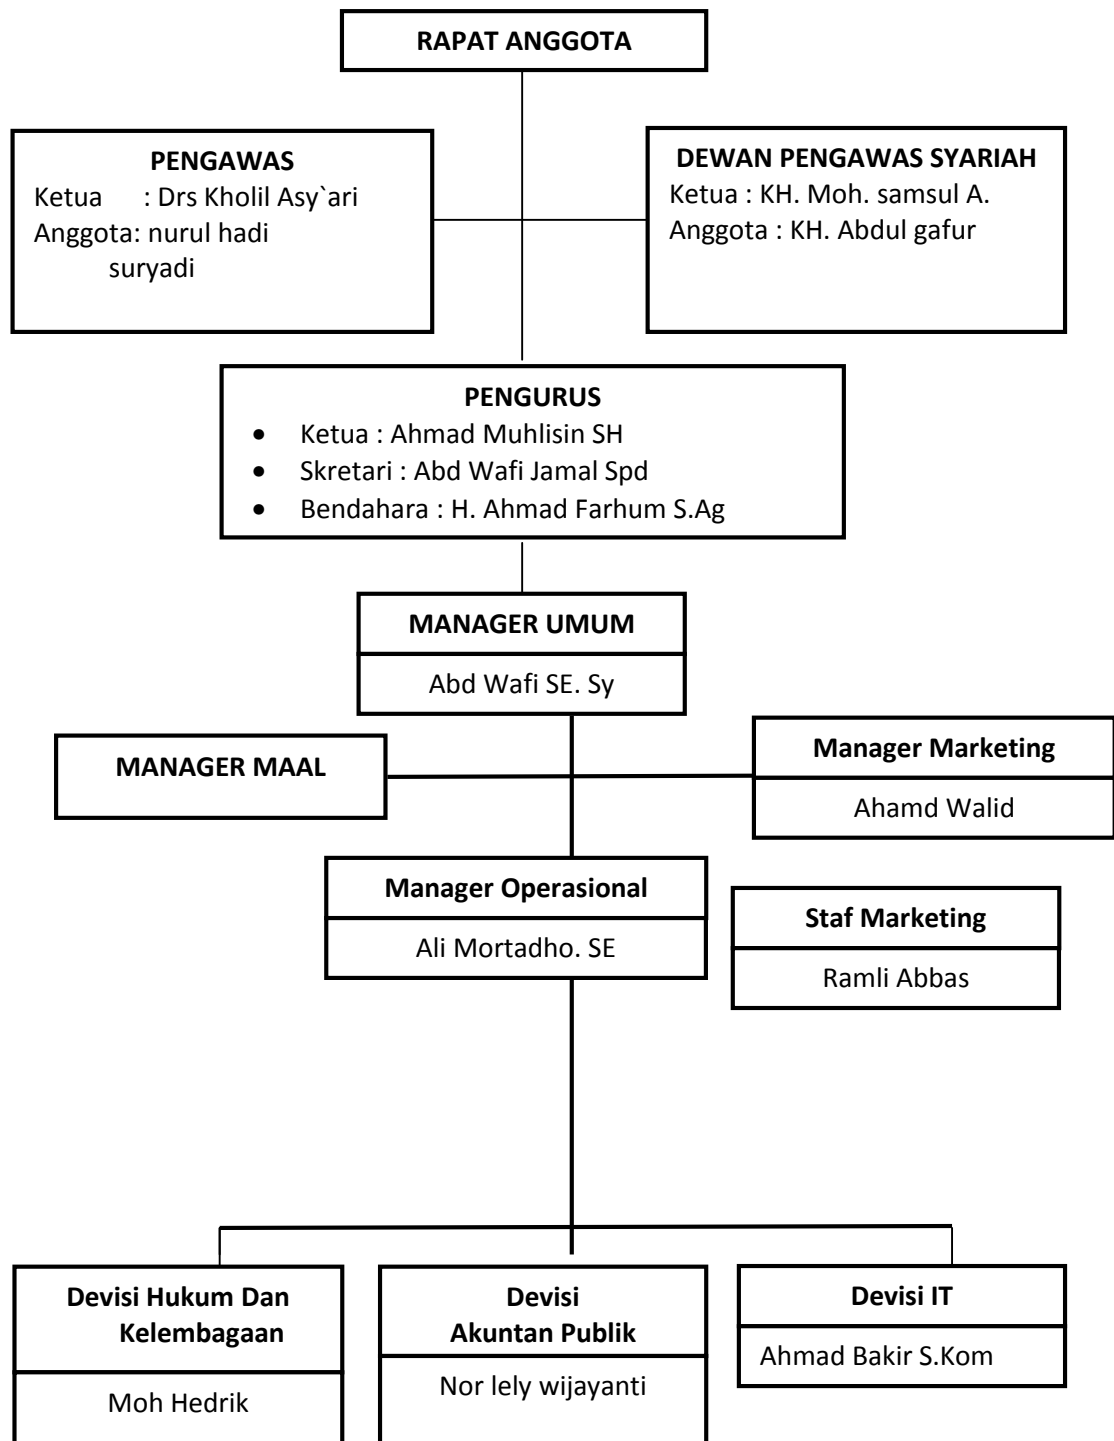 RAPAT ANGGOTA
PENGAWAS
Ketua : Drs Kholil Asy`ari
Anggota: nurul hadi
suryadi
DEWAN PENGAWAS SYARIAH
Ketua : KH. Moh. samsul A.
Anggota : KH. Abdul gafur
PENGURUS
• Ketua : Ahmad Muhlisin SH
• Skretari : Abd Wafi Jamal Spd
• Bendahara : H. Ahmad Farhum S.Ag
MANAGER UMUM
Abd Wafi SE. Sy
MANAGER MAAL
Manager Marketing
Ahamd Walid
Manager Operasional
Ali Mortadho. SE
Staf Marketing
Ramli Abbas
Devisi Hukum Dan
Kelembagaan
Moh Hedrik
Devisi
Akuntan Publik
Nor lely wijayanti
Devisi IT
Ahmad Bakir S.Kom